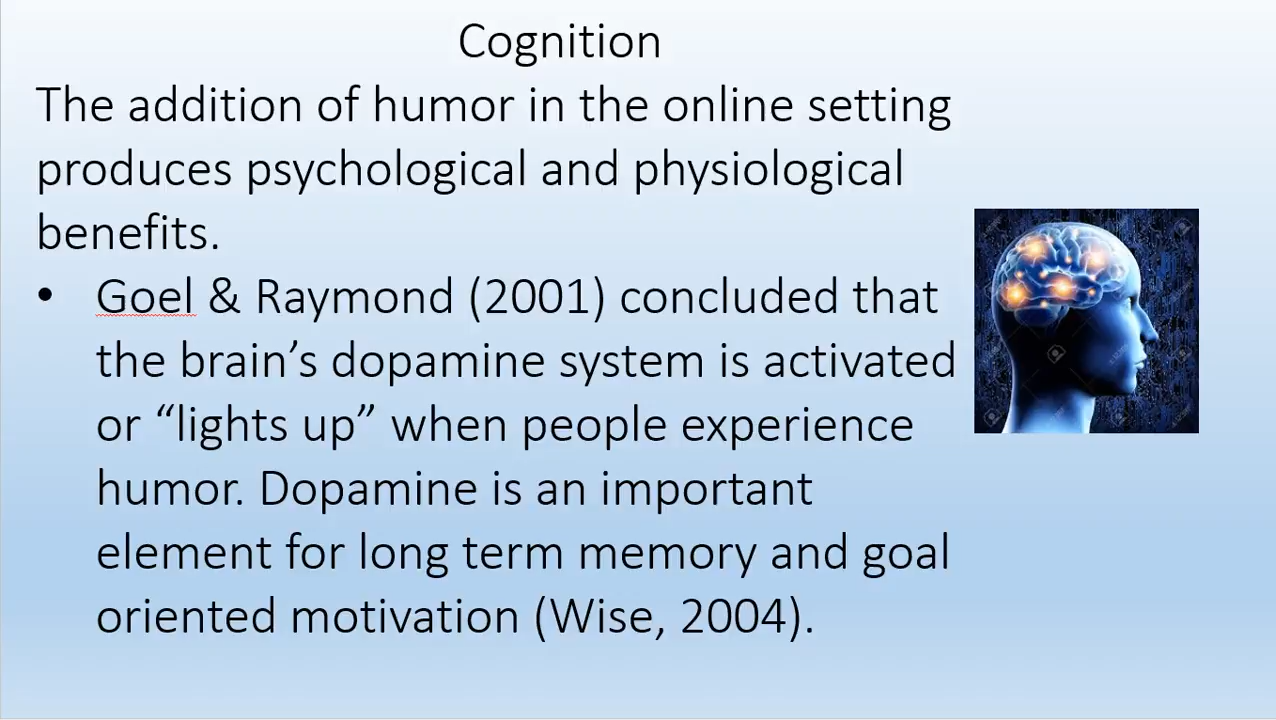 Cognition
The addition of humor in the online setting
produces psychological and physiological
benefits.
• Goel & Raymond (2001) concluded that
the brain’s dopamine system is activated
or “lights up” when people experience
humor. Dopamine is an important
element for long term memory and goal
oriented motivation (Wise, 2004).